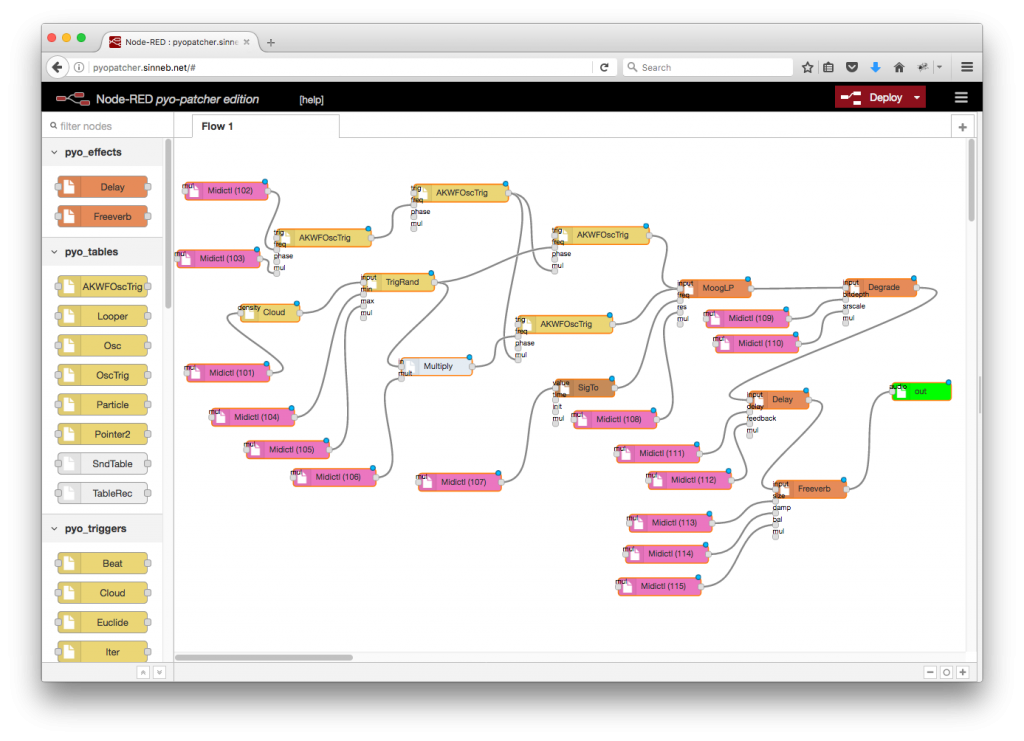 Node-RED : pyopatcher.sinneb
pyopatcher.sinneb.net/#
Search
Node-RED pyo-patcher edition
[help]
Deploy
filter nodes
Flow 1
pyo_effects
Delay
Freeverb
pyo_tables
AKWFOscTrig
Looper
Osc
OscTrig
Particle
Pointer2
SndTable
TableRec
pyo_triggers
Beat
Cloud
Euclide
Iter
mul
Midictl (102)
mul
Midictl (103)
trig
AKWFOscTrig
freq
phase
mul
trig
AKWFOscTrig
freq
phase
mul
trig
AKWFOscTrig
freq
phase
mul
input
TrigRand
min
max
mul
density
Cloud
mul
Midictl (101)
mul
Midictl (104)
mul
Midictl (105)
mul
Midictl (106)
in
Multiply
mult
trig
AKWFOscTrig
freq
phase
mul
value
SigTo
time
init
mul
mul
Midictl (107)
mul
Midictl (108)
input
MoogLP
freq
res
mul
mul
Midictl (109)
mul
Midictl (110)
input
Degrade
bitdepth
srscale
mul
input
Delay
delay
feedback
mul
mul
Midictl (111)
mul
Midictl (112)
audio
out
input
Freeverb
size
damp
bal
mul
mul
Midictl (113)
mul
Midictl (114)
mul
Midictl (115)